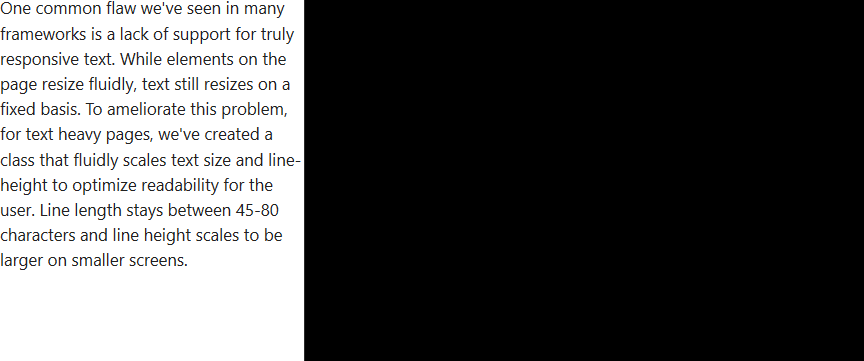 One common flaw we've seen in many
frameworks is a lack of support for truly
responsive text. While elements on the
page resize fluidly, text still resizes on a
fixed basis. To ameliorate this problem,
for text heavy pages, we've created a
class that fluidly scales text size and line-
height to optimize readability for the
user. Line length stays between 45-80
characters and line height scales to be
larger on smaller screens.